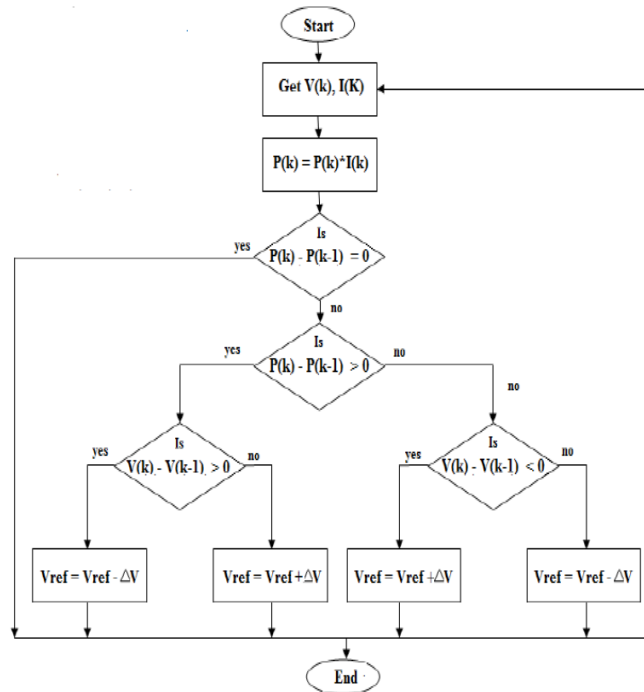 Start
Get V(k), I(K)
P(k) = P(k)*I(k)
Is
yes
P(k) - P(k-1) = 0
no
Is
yes
P(k) - P(k-1) > 0
no
no
Is
yes
V(k) - V(k-1) > 0
no
Is
yes
V(k) - V(k-1) < 0
no
Vref = Vref - △V
Vref = Vref +△V
Vref = Vref +△V
Vref = Vref - △V
End